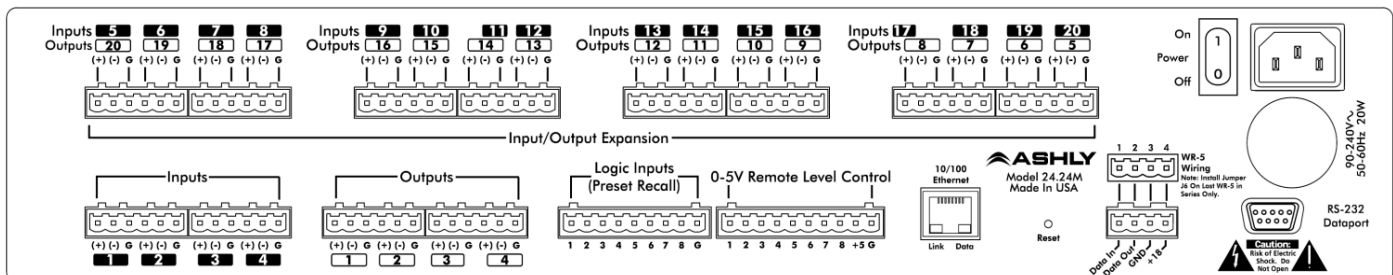 Inputs 5 6 7 8
Outputs 20 19 18 17
(+) (-) G (+) (-) G (+) (-) G (+) (-) G
Inputs 9 10 11 12
Outputs 16 15 14 13
(+) (-) G (+) (-) G (+) (-) G (+) (-) G
Inputs 13 14 15 16
Outputs 12 11 10 9
(+) (-) G (+) (-) G (+) (-) G (+) (-) G
Inputs 17 18 19 20
Outputs 8 7 6 5
(+) (-) G (+) (-) G (+) (-) G (+) (-) G
On
Power
Off
1
0
90-240V~
50-60Hz 20W
Input/Output Expansion
Inputs
(+) (-) G (+) (-) G (+) (-) G (+) (-) G
1 2 3 4
Outputs
(+) (-) G (+) (-) G (+) (-) G (+) (-) G
1 2 3 4
Logic Inputs
(Preset Recall)
1 2 3 4 5 6 7 8 G
0-5V Remote Level Control
1 2 3 4 5 6 7 8 +5 G
10/100
Ethernet
Link Data
ASHLY
Model 24.24M
Made In USA
Reset
1 2 3 4
WR-5
Wiring
Note: Install Jumper
J6 On Last WR-5 in
Series Only.
Data In
Data Out
GND
+18
RS-232
Dataport
Caution:
Risk of Electric
Shock. Do
Not Open